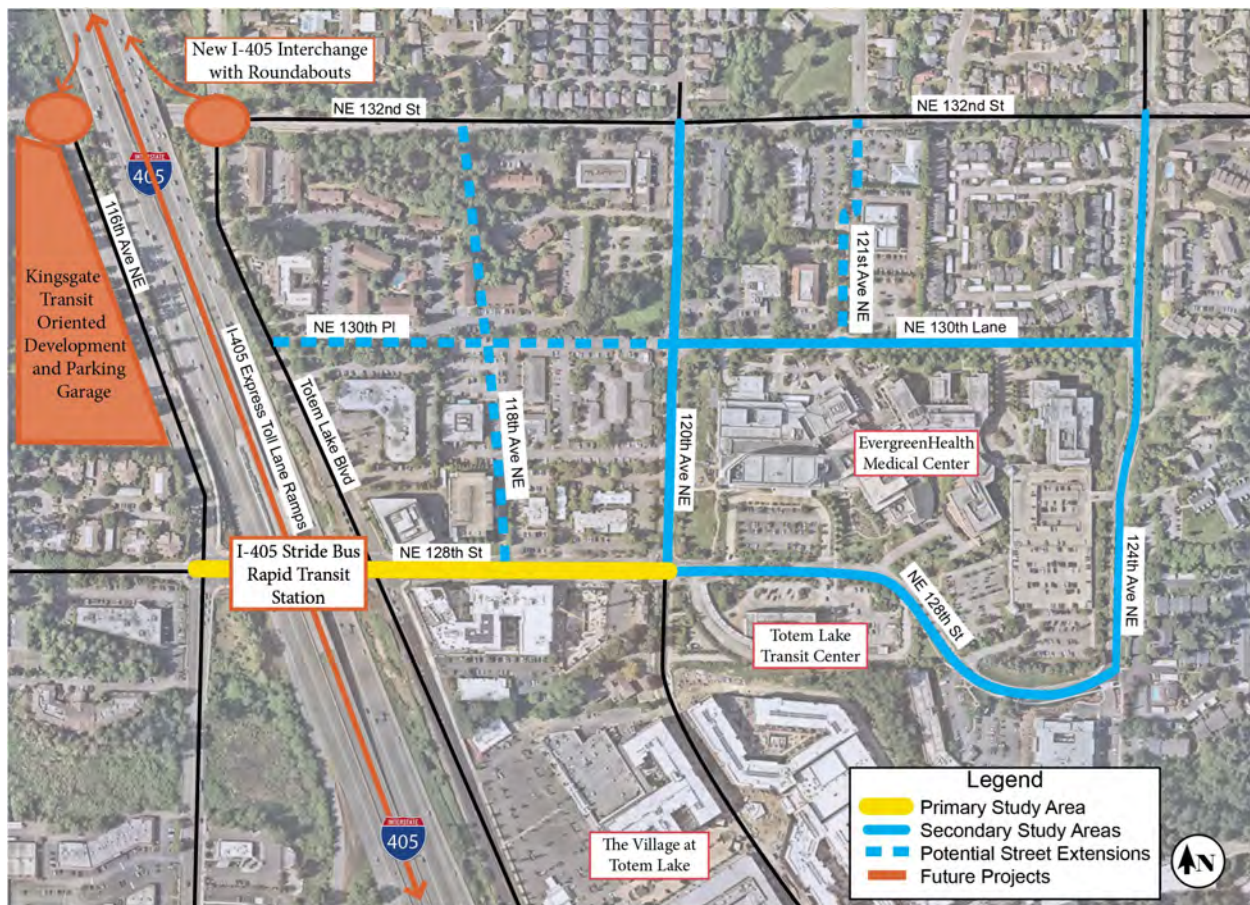 New I-405 Interchange
with Roundabouts
NE 132nd St
NE 132nd St
INTERSTATE
405
116th Ave NE
121st Ave NE
Kingsgate
Transit
Oriented
Development
and Parking
Garage
NE 130th Pl
NE 130th Lane
I-405 Express Toll Lane Ramps
Totem Lake Blvd
118th Ave NE
120th Ave NE
EvergreenHealth
Medical Center
124th Ave NE
I-405 Stride Bus
Rapid Transit
Station
NE 128th St
NE 128th St
Totem Lake
Transit Center
INTERSTATE
405
The Village at
Totem Lake
Legend
Primary Study Area
Secondary Study Areas
Potential Street Extensions
Future Projects
N